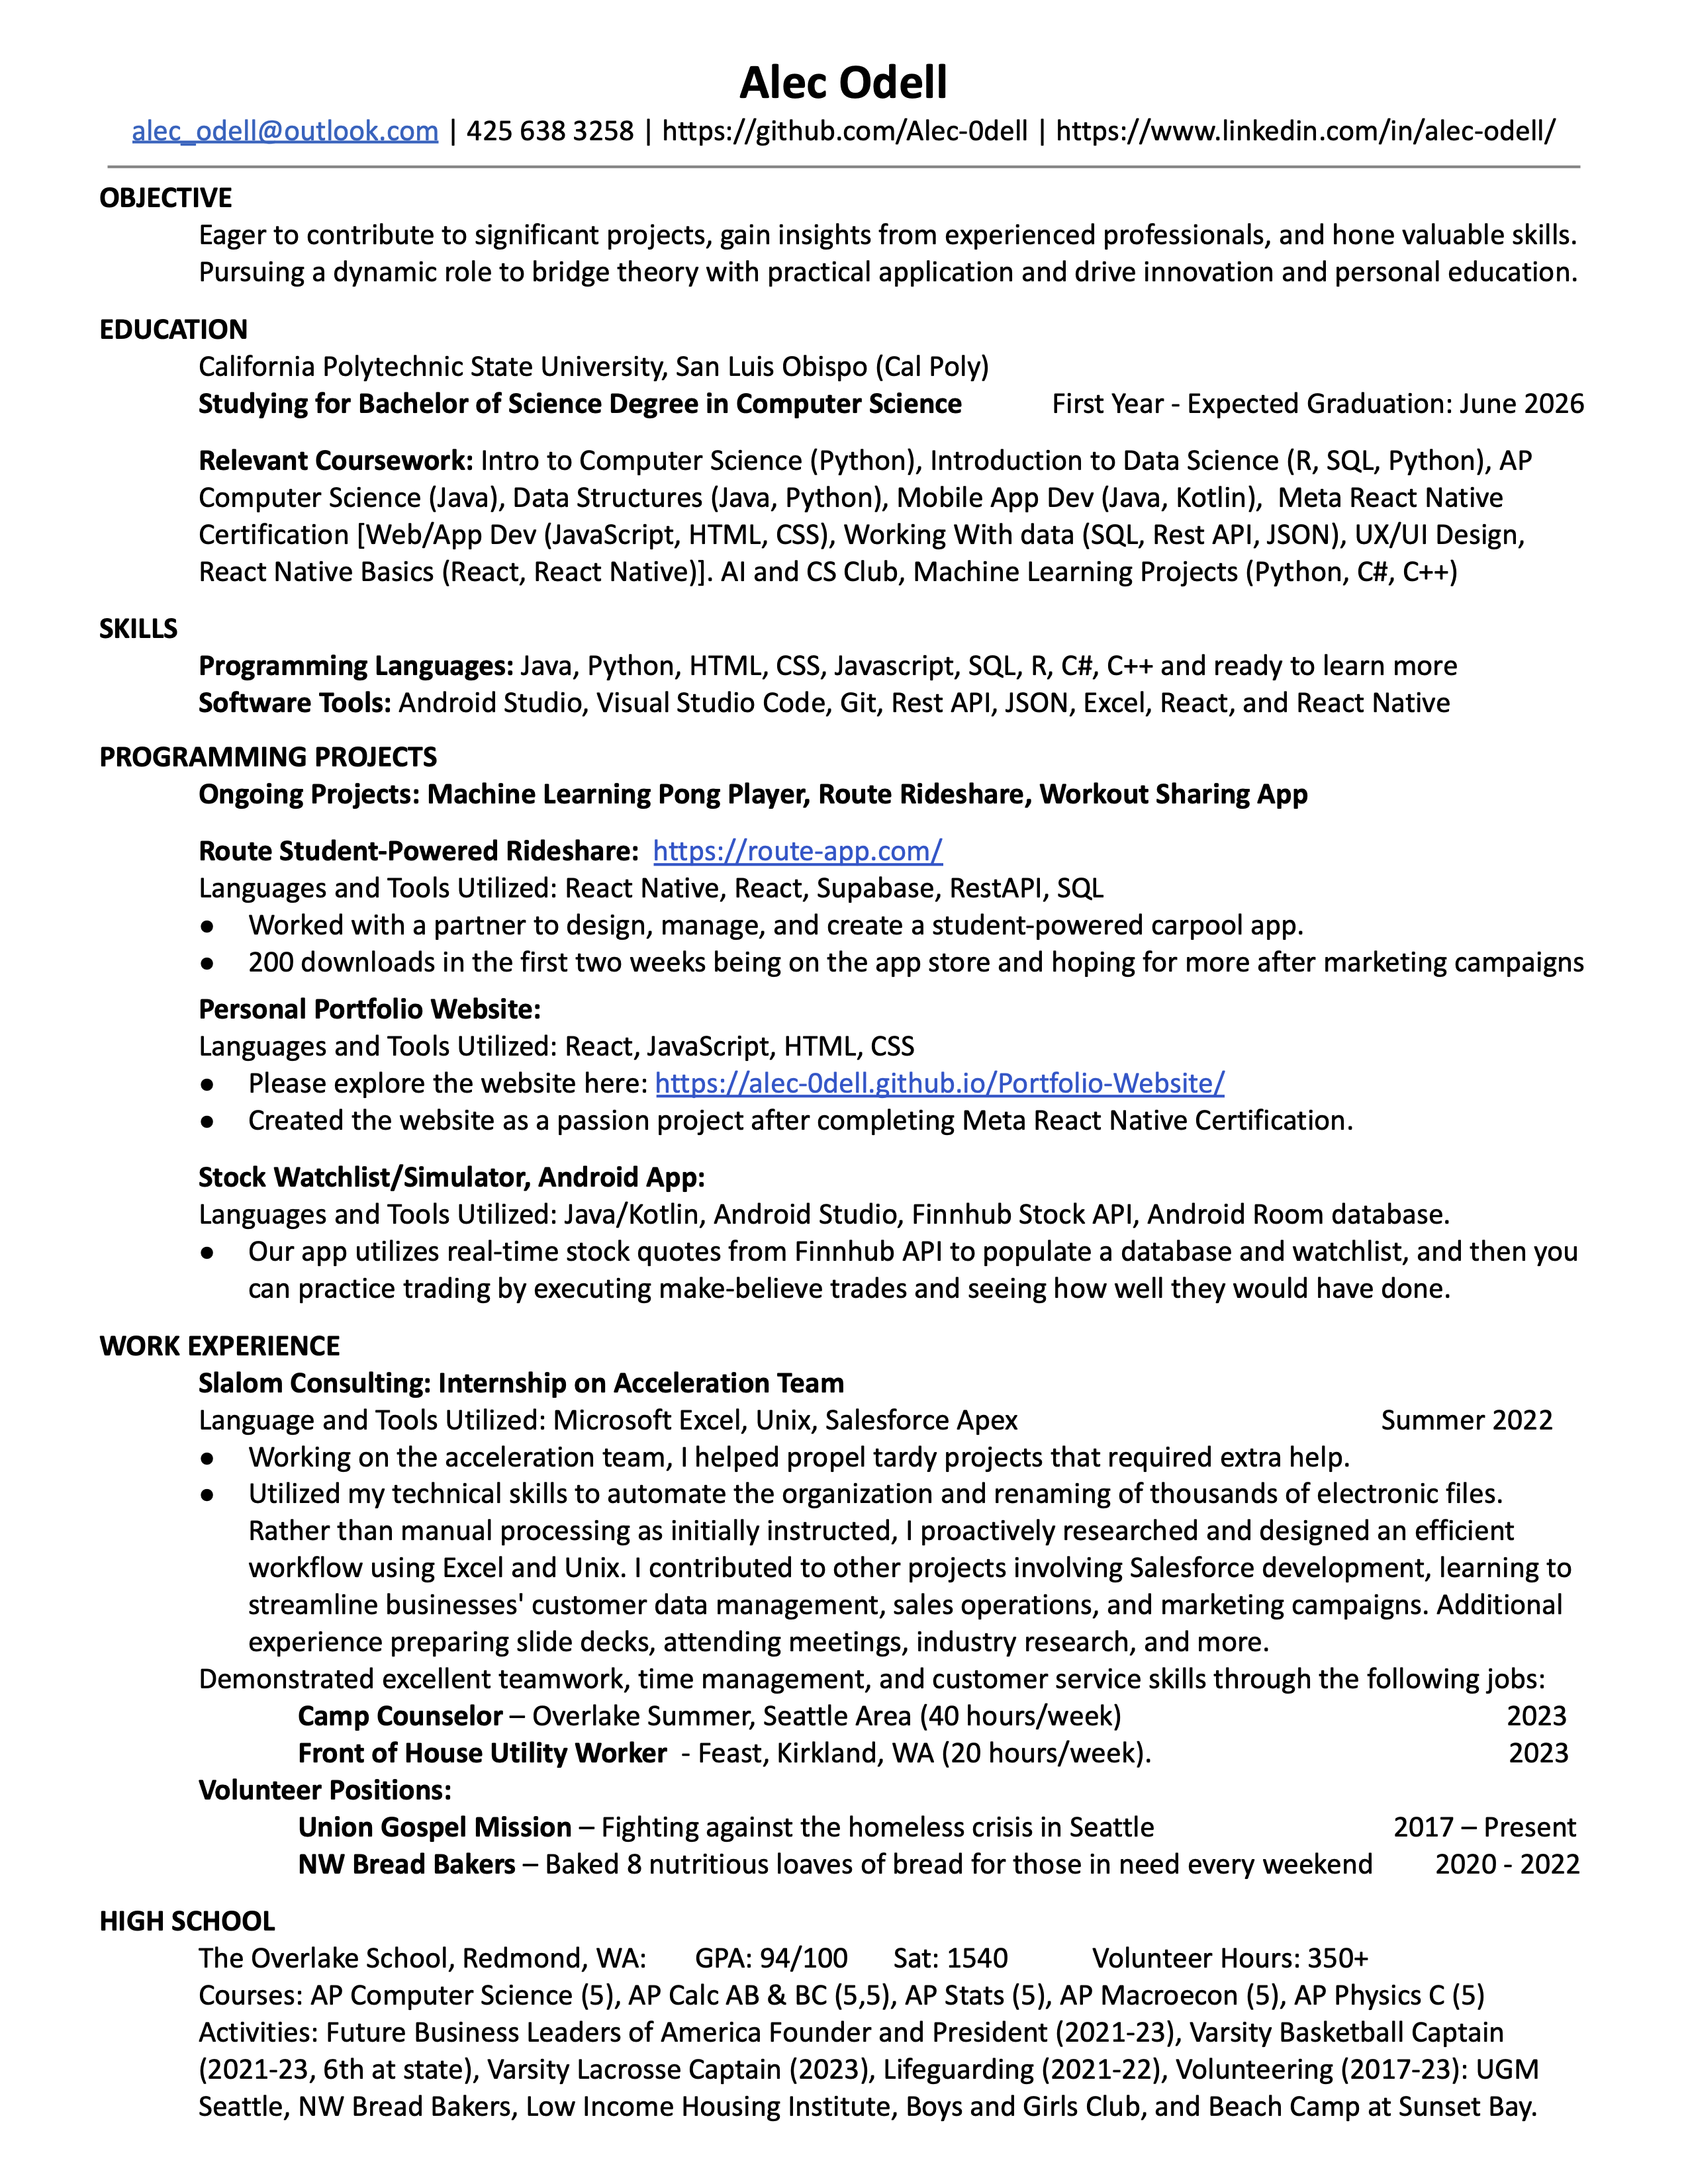 Alec Odell
alec_odell@outlook.com | 425 638 3258 | https://github.com/Alec-0dell | https://www.linkedin.com/in/alec-odell/
OBJECTIVE
Eager to contribute to significant projects, gain insights from experienced professionals, and hone valuable skills.
Pursuing a dynamic role to bridge theory with practical application and drive innovation and personal education.
EDUCATION
California Polytechnic State University, San Luis Obispo (Cal Poly)
Studying for Bachelor of Science Degree in Computer Science First Year - Expected Graduation: June 2026
Relevant Coursework: Intro to Computer Science (Python), Introduction to Data Science (R, SQL, Python), AP
Computer Science (Java), Data Structures (Java, Python), Mobile App Dev (Java, Kotlin), Meta React Native
Certification [Web/App Dev (JavaScript, HTML, CSS), Working With data (SQL, Rest API, JSON), UX/UI Design,
React Native Basics (React, React Native)]. AI and CS Club, Machine Learning Projects (Python, C#, C++)
SKILLS
Programming Languages: Java, Python, HTML, CSS, Javascript, SQL, R, C#, C++ and ready to learn more
Software Tools: Android Studio, Visual Studio Code, Git, Rest API, JSON, Excel, React, and React Native
PROGRAMMING PROJECTS
Ongoing Projects: Machine Learning Pong Player, Route Rideshare, Workout Sharing App
Route Student-Powered Rideshare: https://route-app.com/
Languages and Tools Utilized: React Native, React, Supabase, RestAPI, SQL
● Worked with a partner to design, manage, and create a student-powered carpool app.
● 200 downloads in the first two weeks being on the app store and hoping for more after marketing campaigns
Personal Portfolio Website:
Languages and Tools Utilized: React, JavaScript, HTML, CSS
● Please explore the website here: https://alec-0dell.github.io/Portfolio-Website/
● Created the website as a passion project after completing Meta React Native Certification.
Stock Watchlist/Simulator, Android App:
Languages and Tools Utilized: Java/Kotlin, Android Studio, Finnhub Stock API, Android Room database.
● Our app utilizes real-time stock quotes from Finnhub API to populate a database and watchlist, and then you
can practice trading by executing make-believe trades and seeing how well they would have done.
WORK EXPERIENCE
Slalom Consulting: Internship on Acceleration Team
Language and Tools Utilized: Microsoft Excel, Unix, Salesforce Apex Summer 2022
● Working on the acceleration team, I helped propel tardy projects that required extra help.
● Utilized my technical skills to automate the organization and renaming of thousands of electronic files.
Rather than manual processing as initially instructed, I proactively researched and designed an efficient
workflow using Excel and Unix. I contributed to other projects involving Salesforce development, learning to
streamline businesses' customer data management, sales operations, and marketing campaigns. Additional
experience preparing slide decks, attending meetings, industry research, and more.
Demonstrated excellent teamwork, time management, and customer service skills through the following jobs:
Camp Counselor – Overlake Summer, Seattle Area (40 hours/week) 2023
Front of House Utility Worker - Feast, Kirkland, WA (20 hours/week). 2023
Volunteer Positions:
Union Gospel Mission – Fighting against the homeless crisis in Seattle 2017 – Present
NW Bread Bakers – Baked 8 nutritious loaves of bread for those in need every weekend 2020 - 2022
HIGH SCHOOL
The Overlake School, Redmond, WA: GPA: 94/100 Sat: 1540 Volunteer Hours: 350+
Courses: AP Computer Science (5), AP Calc AB & BC (5,5), AP Stats (5), AP Macroecon (5), AP Physics C (5)
Activities: Future Business Leaders of America Founder and President (2021-23), Varsity Basketball Captain
(2021-23, 6th at state), Varsity Lacrosse Captain (2023), Lifeguarding (2021-22), Volunteering (2017-23): UGM
Seattle, NW Bread Bakers, Low Income Housing Institute, Boys and Girls Club, and Beach Camp at Sunset Bay.